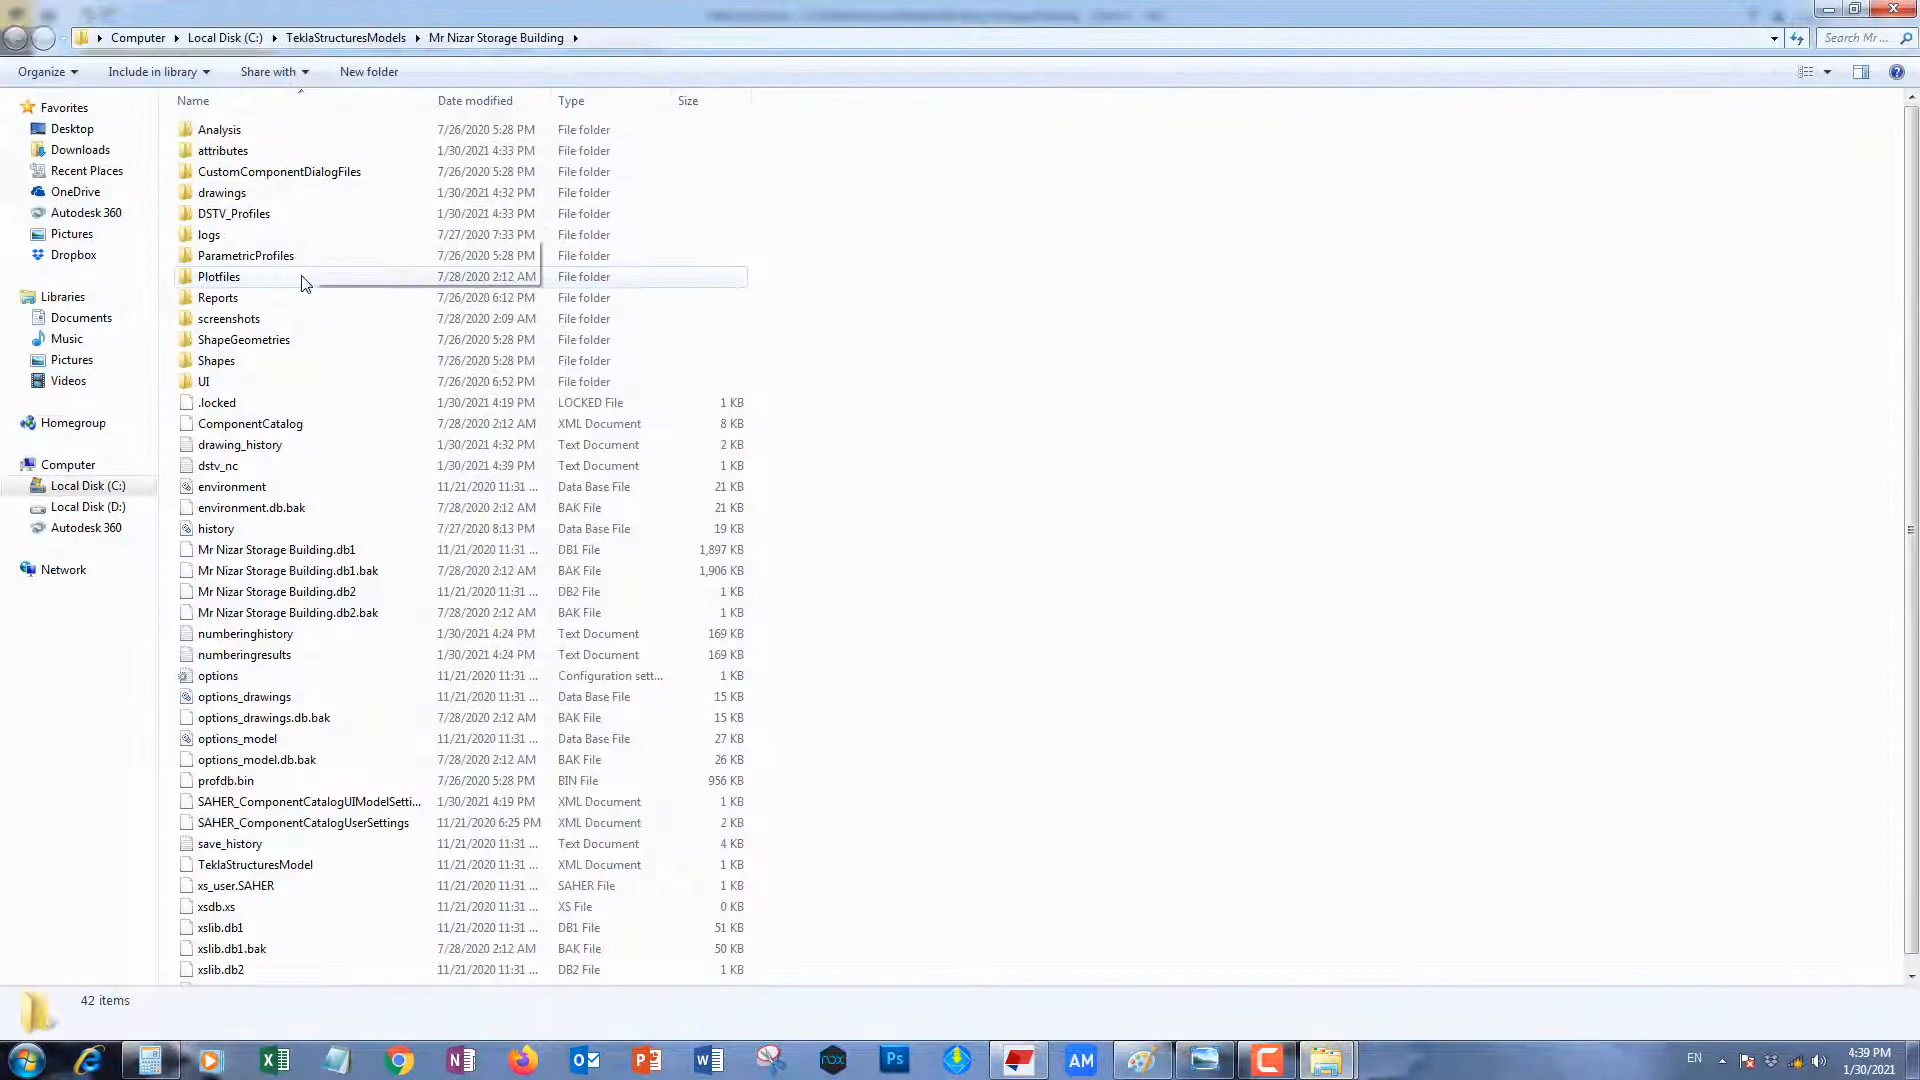 Computer Local Disk (C:) TeklaStructuresModels Mr Nizar Storage Building Search Mr ...
Organize Include in library Share with New folder
Name Date modified Type Size
Favorites
Desktop
Downloads
Recent Places
OneDrive
Autodesk 360
Pictures
Dropbox
Libraries
Documents
Music
Pictures
Videos
Homegroup
Computer
Local Disk (C:)
Local Disk (D:)
Autodesk 360
Network
Analysis 7/26/2020 5:28 PM File folder
attributes 1/30/2021 4:33 PM File folder
CustomComponentDialogFiles 7/26/2020 5:28 PM File folder
drawings 1/30/2021 4:32 PM File folder
DSTV_Profiles 1/30/2021 4:33 PM File folder
logs 7/27/2020 7:33 PM File folder
ParametricProfiles 7/26/2020 5:28 PM File folder
Plotfiles 7/28/2020 2:12 AM File folder
Reports 7/26/2020 6:12 PM File folder
screenshots 7/28/2020 2:09 AM File folder
ShapeGeometries 7/26/2020 5:28 PM File folder
Shapes 7/26/2020 5:28 PM File folder
UI 7/26/2020 6:52 PM File folder
.locked 1/30/2021 4:19 PM LOCKED File 1 KB
ComponentCatalog 7/28/2020 2:12 AM XML Document 8 KB
drawing_history 1/30/2021 4:32 PM Text Document 2 KB
dstv_nc 1/30/2021 4:39 PM Text Document 1 KB
environment 11/21/2020 11:31 ... Data Base File 21 KB
environment.db.bak 7/28/2020 2:12 AM BAK File 21 KB
history 7/27/2020 8:13 PM Data Base File 19 KB
Mr Nizar Storage Building.db1 11/21/2020 11:31 ... DB1 File 1,897 KB
Mr Nizar Storage Building.db1.bak 7/28/2020 2:12 AM BAK File 1,906 KB
Mr Nizar Storage Building.db2 11/21/2020 11:31 ... DB2 File 1 KB
Mr Nizar Storage Building.db2.bak 7/28/2020 2:12 AM BAK File 1 KB
numberinghistory 1/30/2021 4:24 PM Text Document 169 KB
numberingresults 1/30/2021 4:24 PM Text Document 169 KB
options 11/21/2020 11:31 ... Configuration sett... 1 KB
options_drawings 11/21/2020 11:31 ... Data Base File 15 KB
options_drawings.db.bak 7/28/2020 2:12 AM BAK File 15 KB
options_model 11/21/2020 11:31 ... Data Base File 27 KB
options_model.db.bak 7/28/2020 2:12 AM BAK File 26 KB
profdb.bin 7/26/2020 5:28 PM BIN File 956 KB
SAHER_ComponentCatalogUIModelSetti... 1/30/2021 4:19 PM XML Document 1 KB
SAHER_ComponentCatalogUserSettings 11/21/2020 6:25 PM XML Document 2 KB
save_history 11/21/2020 11:31 ... Text Document 4 KB
TeklaStructuresModel 11/21/2020 11:31 ... XML Document 1 KB
xs_user.SAHER 11/21/2020 11:31 ... SAHER File 1 KB
xsdb.xs 11/21/2020 11:31 ... XS File 0 KB
xslib.db1 11/21/2020 11:31 ... DB1 File 51 KB
xslib.db1.bak 7/28/2020 2:12 AM BAK File 50 KB
xslib.db2 11/21/2020 11:31 ... DB2 File 1 KB
42 items
nox Ps AM EN 4:39 PM
1/30/2021